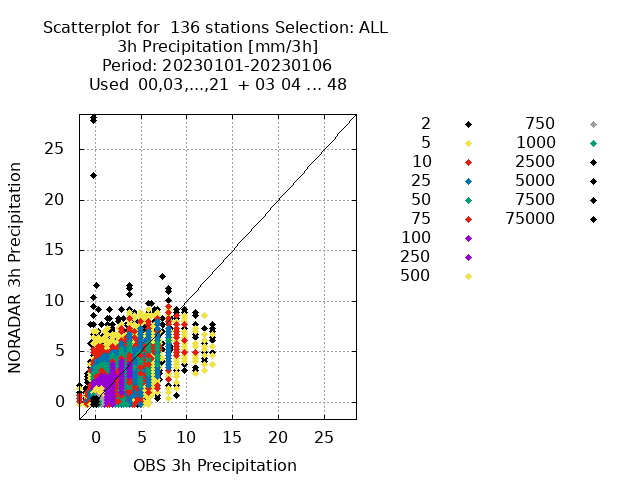 Scatterplot for  136 stations Selection: ALL
3h Precipitation [mm/3h]
Period: 20230101-20230106
Used  00,03,...,21  + 03 04 ... 48
NORADAR 3h Precipitation
25
20
15
10
5
0
0 5 10 15 20 25
OBS 3h Precipitation
2 750
5 1000
10 2500
25 5000
50 7500
75 75000
100
250
500